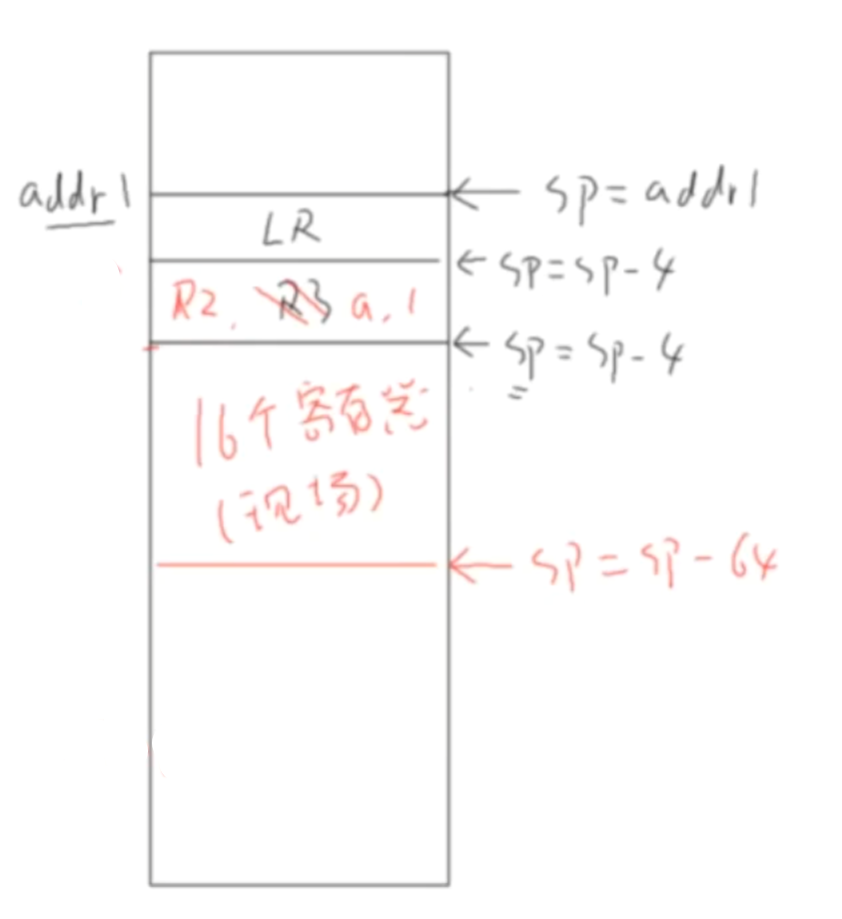 addr1
sp=addr1
LR
sp=sp-4
R2, R3 a, 1
sp=sp-4
16个寄存器
(现场)
sp=sp-64